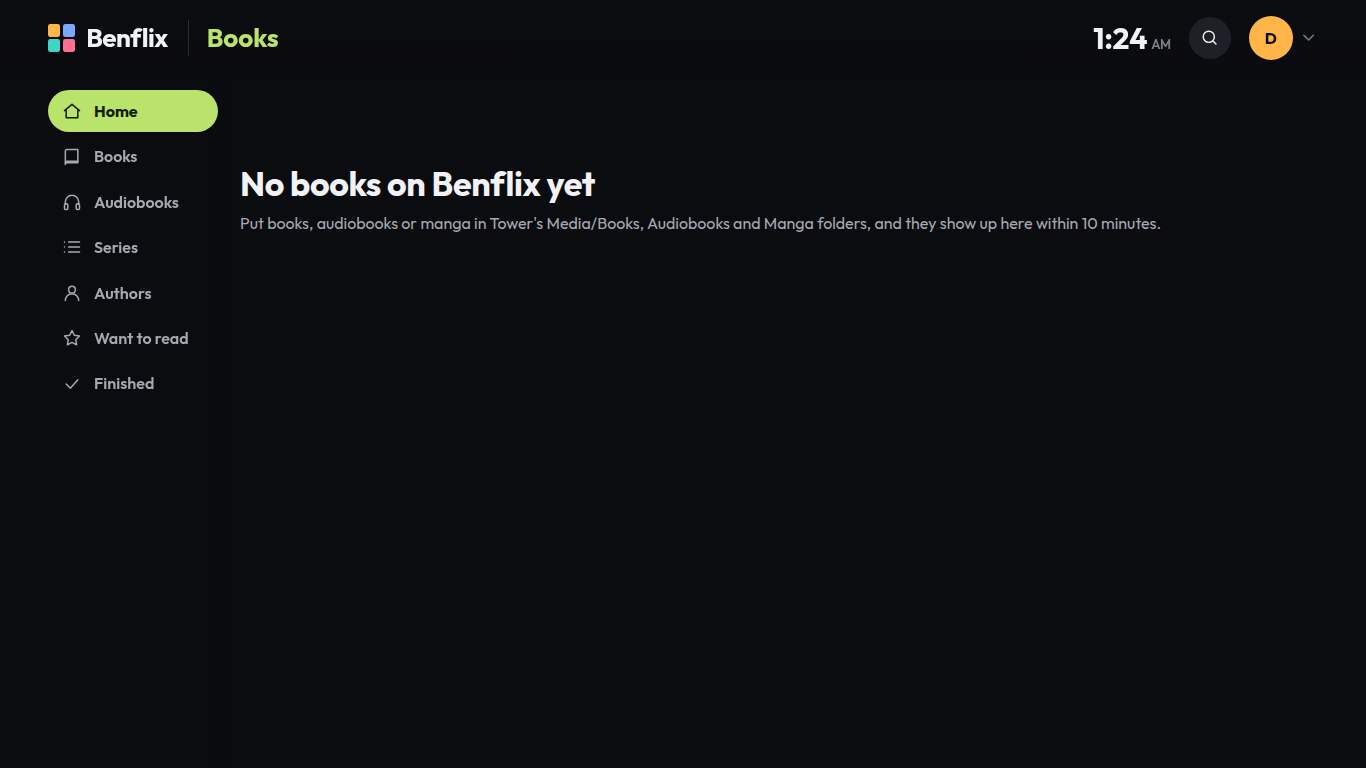 Benflix
Books
1:24 AM
D
Home
Books
Audiobooks
Series
Authors
Want to read
Finished
No books on Benflix yet
Put books, audiobooks or manga in Tower's Media/Books, Audiobooks and Manga folders, and they show up here within 10 minutes.